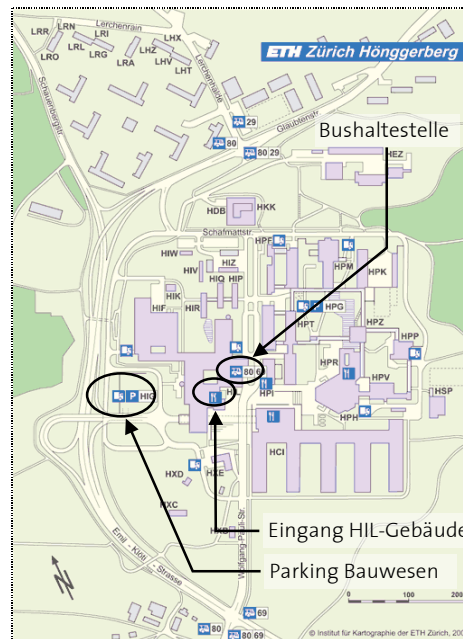 ETH Zürich Hönggerberg
LRR
LRN
LRI
LHX
LRO
LRL
LRG
LRA
LHZ
LHV
LHT
Lerchenrain
Lerchenhalde
Schauenbergstr
29
Glaubtenstr
80
80 29
Bushaltestelle
HEZ
HKK
HDB
Schafmattstr
HPF
HPM
HPK
HIW
HIZ
HIV
HIQ
HIP
HIK
HIF
HIR
P
HPG
HPT
HPZ
HPP
HPR
80 69
HPI
HPV
HSP
HPH
P
HIG
HCI
HXE
HXD
HXC
Wolfgang-Pauli-Str.
Eingang HIL-Gebäude
Parking Bauwesen
Emil - Klöti - Strasse
N
69
80
80 69
0
100
© Institut für Kartographie der ETH Zürich, 200